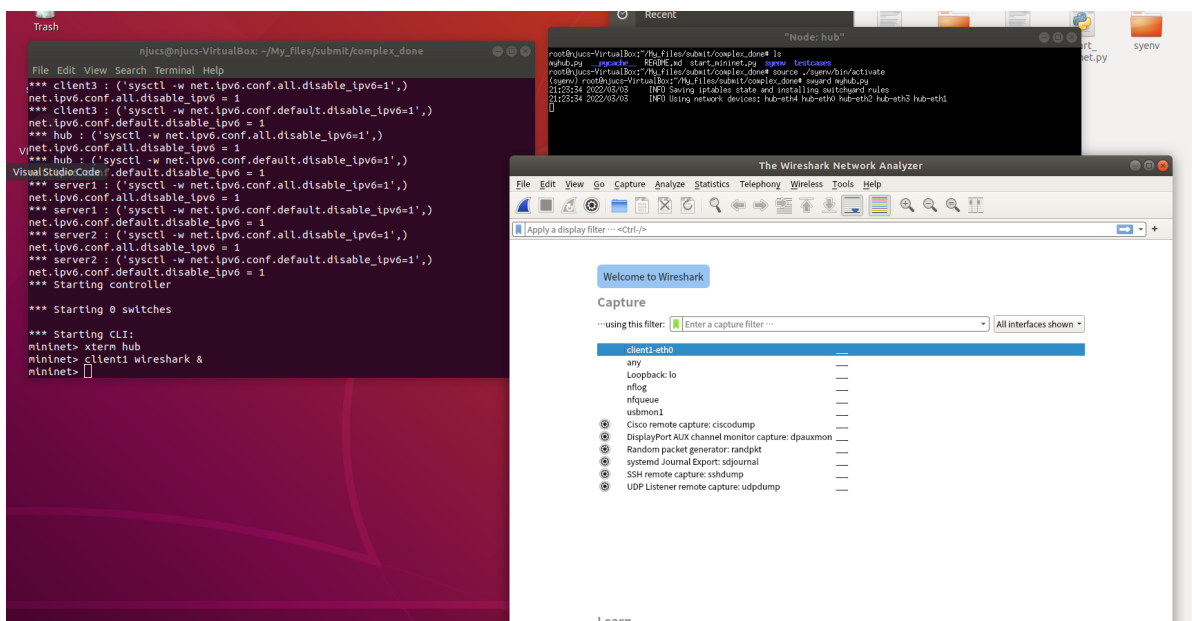 Trash
Recent
rt_
net.py
syenv
njucs@njucs-VirtualBox: ~/My_files/submit/complex_done
File Edit View Search Terminal Help
*** client3 : ('sysctl -w net.ipv6.conf.all.disable_ipv6=1',)
net.ipv6.conf.all.disable_ipv6 = 1
*** client3 : ('sysctl -w net.ipv6.conf.default.disable_ipv6=1',)
net.ipv6.conf.default.disable_ipv6 = 1
*** hub : ('sysctl -w net.ipv6.conf.all.disable_ipv6=1',)
net.ipv6.conf.all.disable_ipv6 = 1
*** hub : ('sysctl -w net.ipv6.conf.default.disable_ipv6=1',)
Visual Studio Code
.default.disable_ipv6 = 1
*** server1 : ('sysctl -w net.ipv6.conf.all.disable_ipv6=1',)
net.ipv6.conf.all.disable_ipv6 = 1
*** server1 : ('sysctl -w net.ipv6.conf.default.disable_ipv6=1',)
net.ipv6.conf.default.disable_ipv6 = 1
*** server2 : ('sysctl -w net.ipv6.conf.all.disable_ipv6=1',)
net.ipv6.conf.all.disable_ipv6 = 1
*** server2 : ('sysctl -w net.ipv6.conf.default.disable_ipv6=1',)
net.ipv6.conf.default.disable_ipv6 = 1
*** Starting controller
*** Starting 0 switches
*** Starting CLI:
mininet> xterm hub
mininet> client1 wireshark &
mininet>
"Node: hub"
root@njucs-VirtualBox:~/My_files/submit/complex_done# ls
myhub.py __pycache__ README.md start_mininet.py syenv testcases
root@njucs-VirtualBox:~/My_files/submit/complex_done# source ./syenv/bin/activate
(syenv) root@njucs-VirtualBox:~/My_files/submit/complex_done# swyard myhub.py
21:23:34 2022/03/03 INFO Saving iptables state and installing switchyard rules
21:23:34 2022/03/03 INFO Using network devices: hub-eth4 hub-eth0 hub-eth2 hub-eth3 hub-eth1
The Wireshark Network Analyzer
File Edit View Go Capture Analyze Statistics Telephony Wireless Tools Help
Apply a display filter ··· <Ctrl-/>
Welcome to Wireshark
Capture
···using this filter: Enter a capture filter ··· All interfaces shown
client1-eth0
any
Loopback: lo
nflog
nfqueue
usbmon1
Cisco remote capture: ciscodump
DisplayPort AUX channel monitor capture: dpauxmon
Random packet generator: randpkt
systemd Journal Export: sdjournal
SSH remote capture: sshdump
UDP Listener remote capture: udpdump